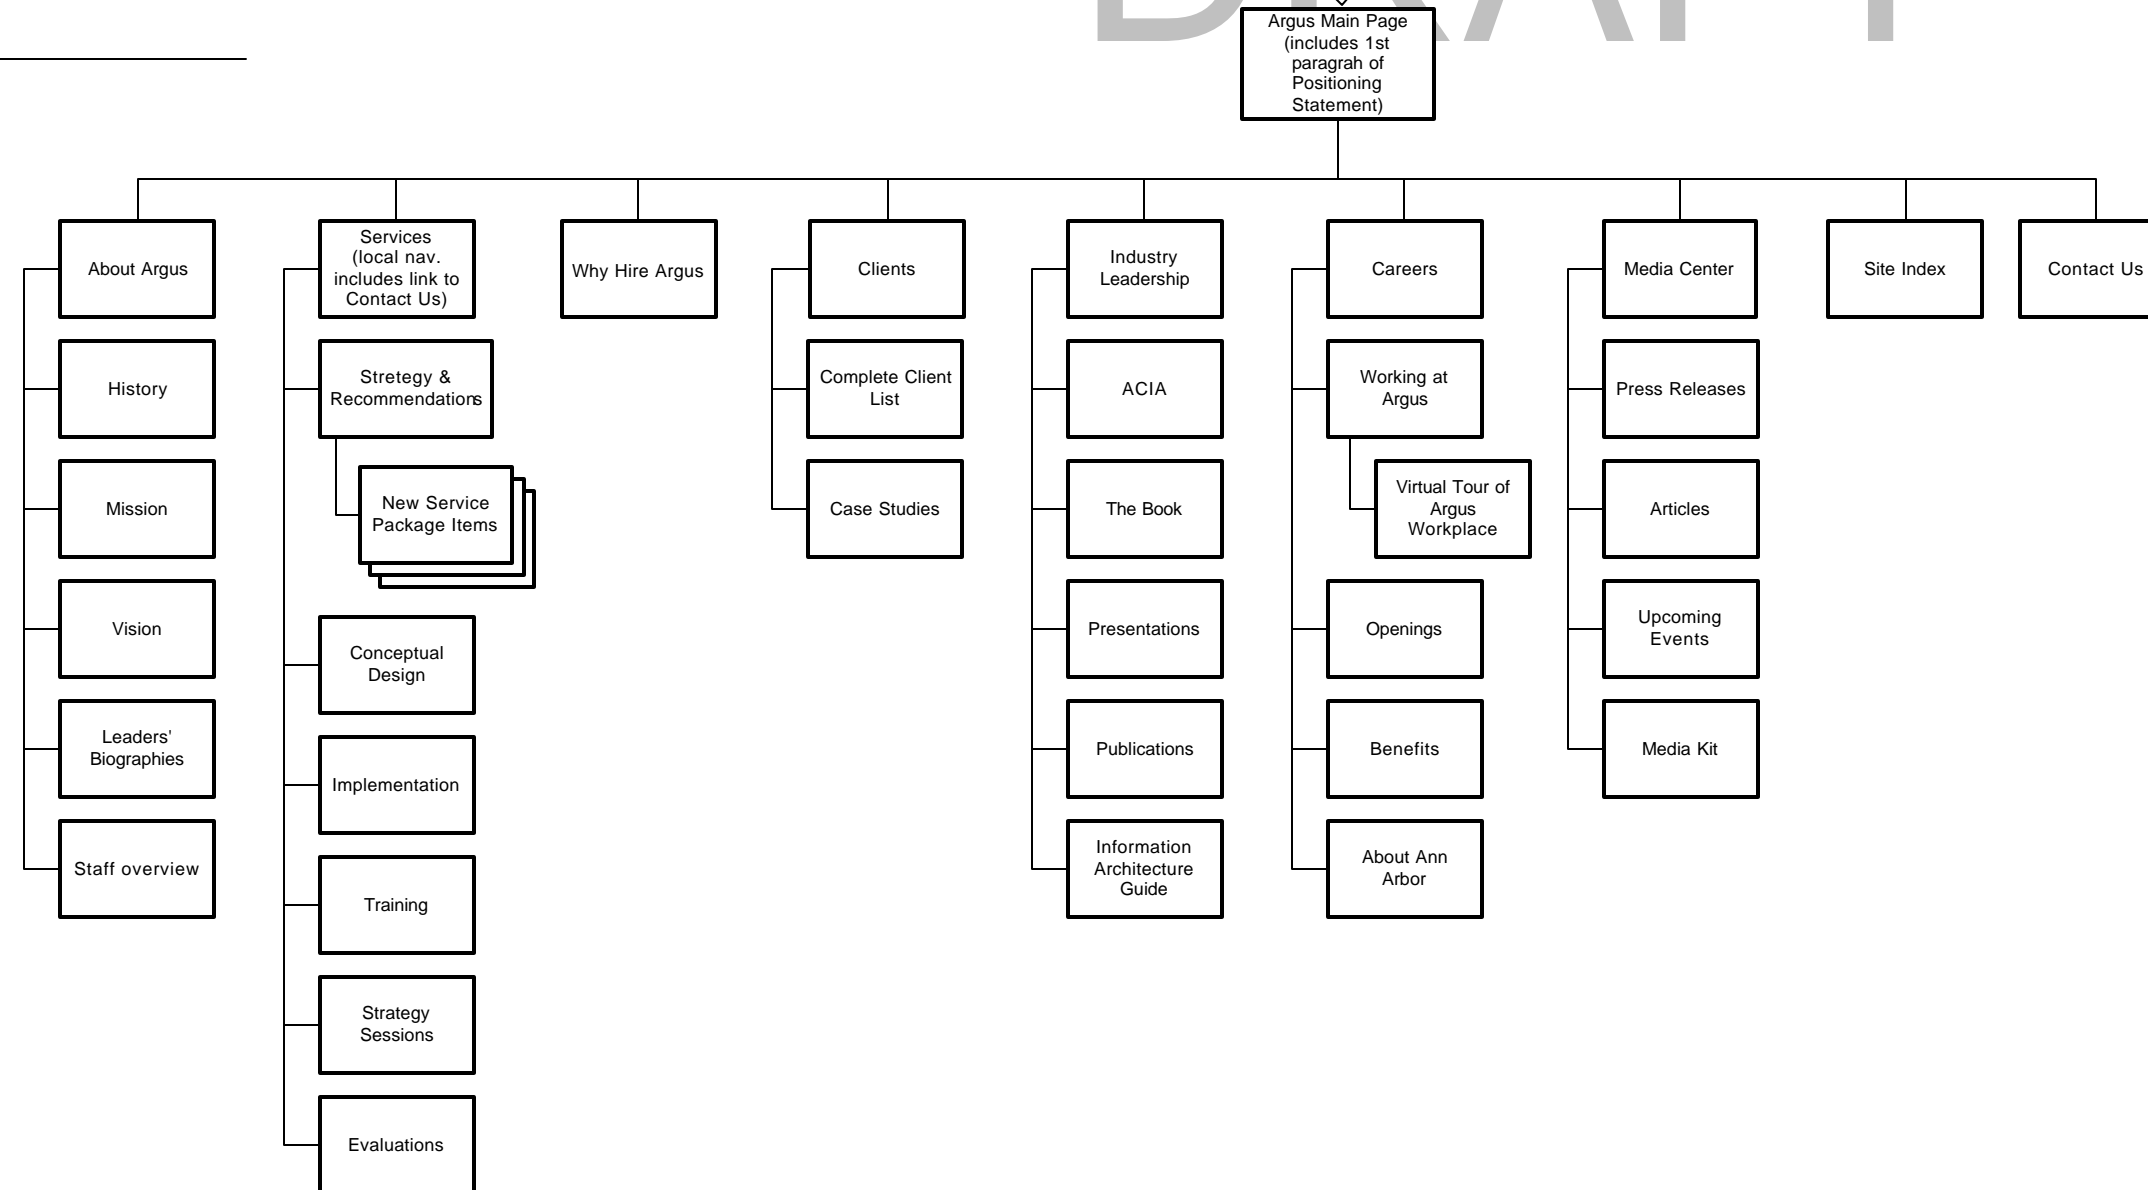 DRAFT
Argus Main Page
(includes 1st
paragrah of
Positioning
Statement)
About Argus
History
Mission
Vision
Leaders'
Biographies
Staff overview
Services
(local nav.
includes link to
Contact Us)
Stretegy &
Recommendations
New Service
Package Items
Conceptual
Design
Implementation
Training
Strategy
Sessions
Evaluations
Why Hire Argus
Clients
Complete Client
List
Case Studies
Industry
Leadership
ACIA
The Book
Presentations
Publications
Information
Architecture
Guide
Careers
Working at
Argus
Virtual Tour of
Argus
Workplace
Openings
Benefits
About Ann
Arbor
Media Center
Press Releases
Articles
Upcoming
Events
Media Kit
Site Index
Contact Us